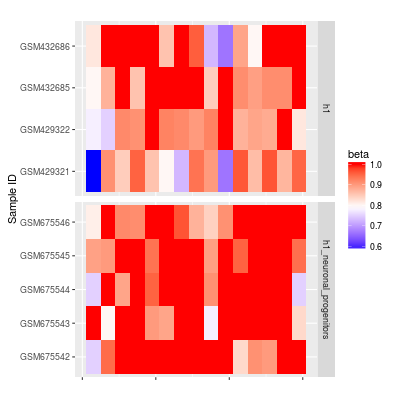 GSM432686
GSM432685
GSM429322
GSM429321
h1
GSM675546
GSM675545
GSM675544
GSM675543
GSM675542
h1_neuronal_progenitors
Sample ID
beta
1.0
0.9
0.8
0.7
0.6